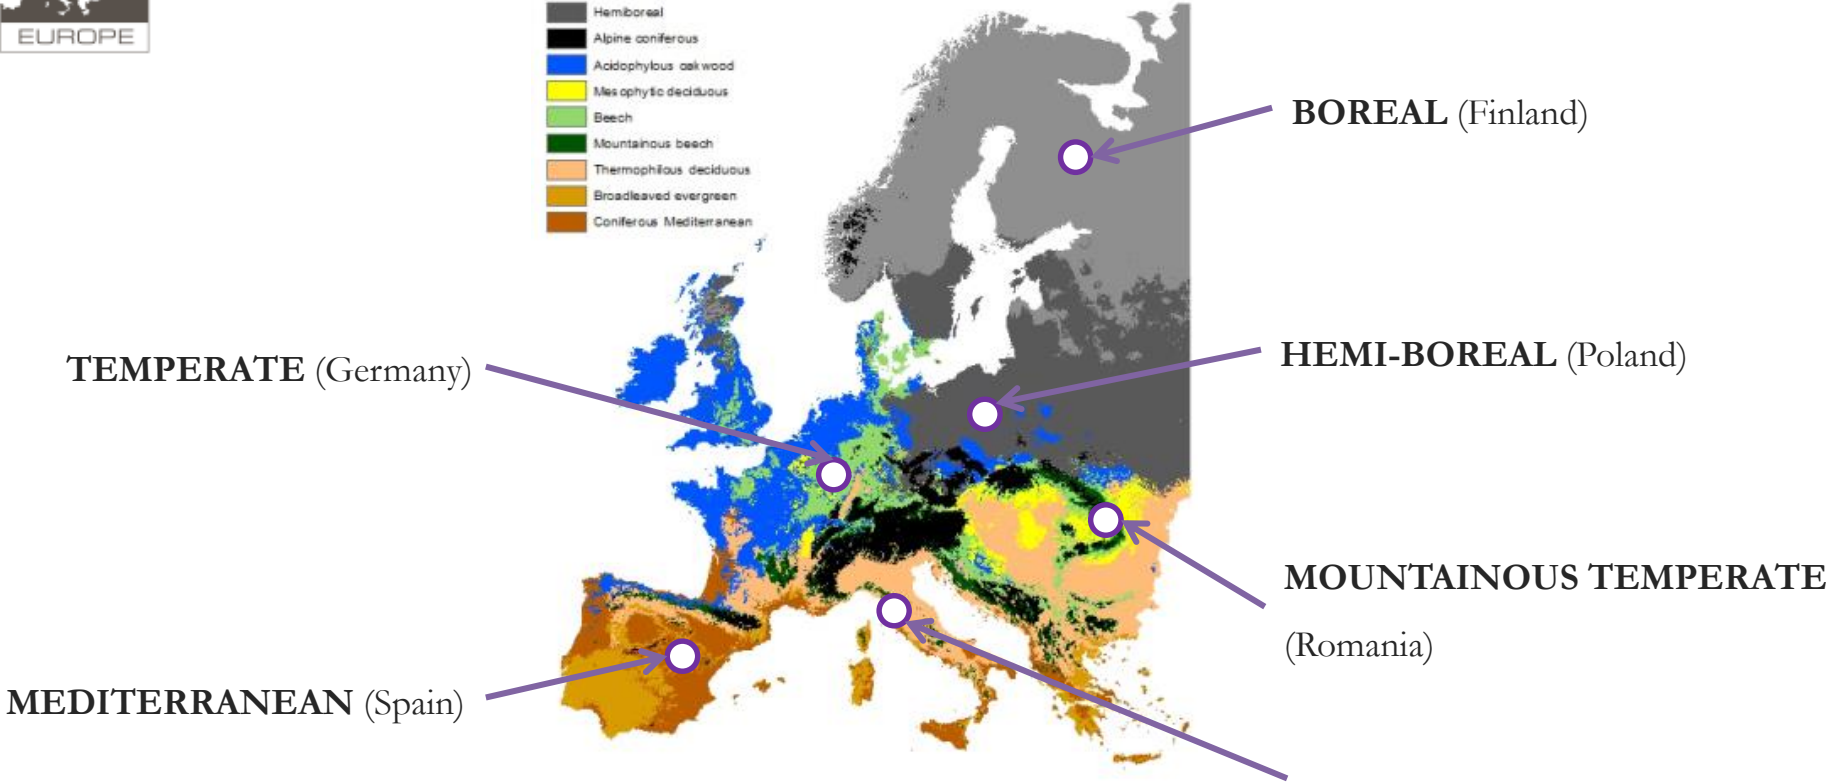 EUROPE
Hemiboreal
Alpine coniferous
Acidophylous oakwood
Mesophytic deciduous
Beech
Mountainous beech
Thermophilous deciduous
Broadleaved evergreen
Coniferous Mediterranean
BOREAL (Finland)
TEMPERATE (Germany)
HEMI-BOREAL (Poland)
MOUNTAINOUS TEMPERATE
(Romania)
MEDITERRANEAN (Spain)